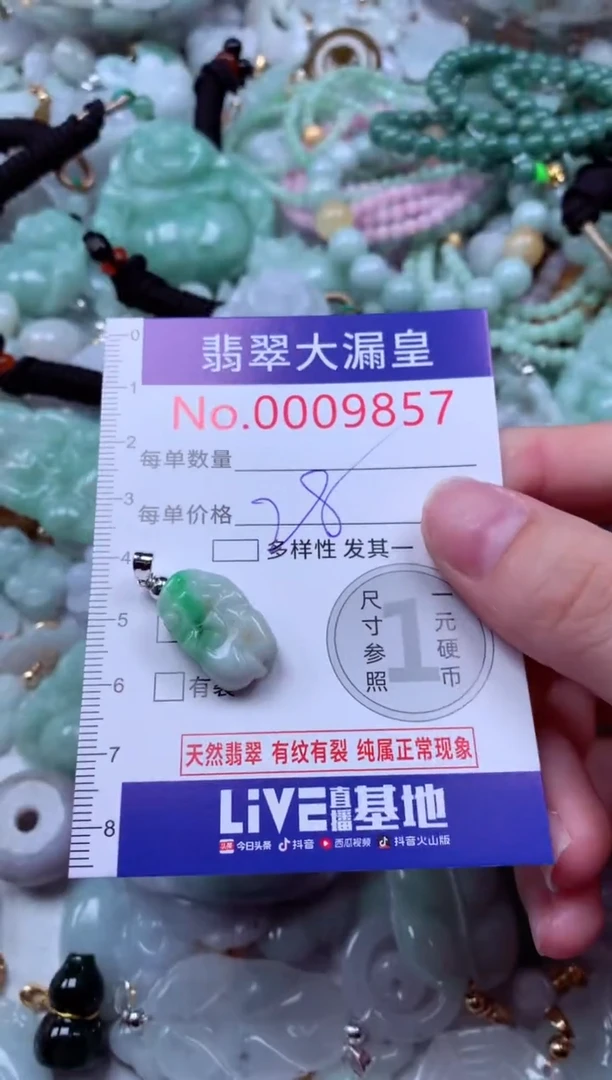 翡翠大漏皇
No.0009857
0
1
2
3
4
5
6
7
8
每单数量
每单价格 28
多样性 发其一
有裂
尺寸参照
1
一元硬币
天然翡翠 有纹有裂 纯属正常现象
LiVE直播基地
今日头条 抖音 西瓜视频 抖音火山版